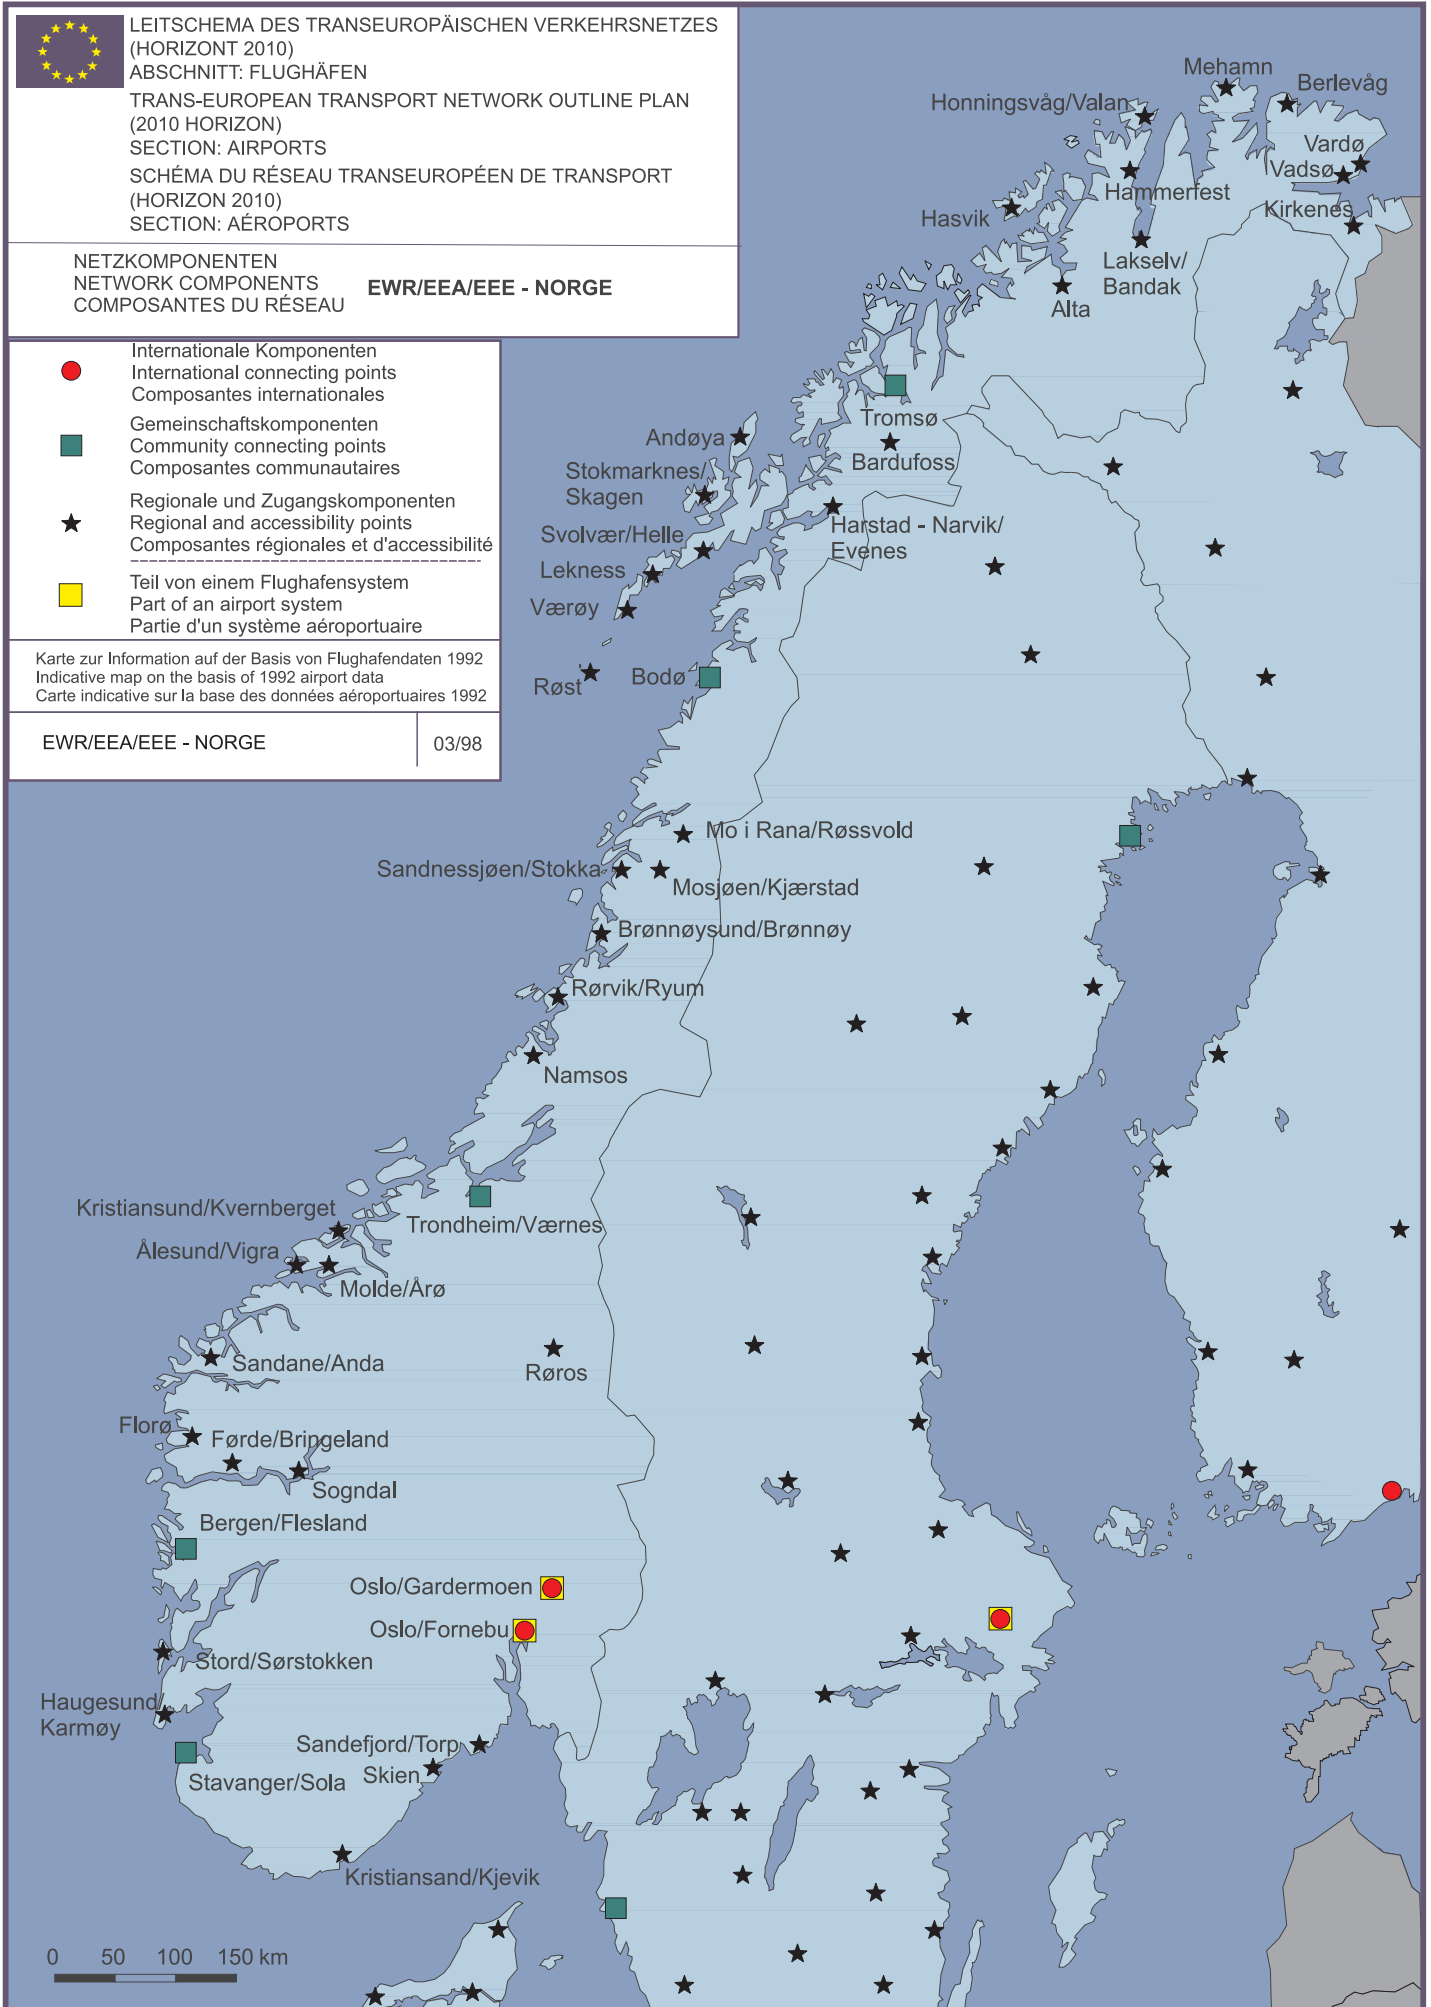 LEITSCHEMA DES TRANSEUROPÄISCHEN VERKEHRSNETZES
(HORIZONT 2010)
ABSCHNITT: FLUGHÄFEN
TRANS-EUROPEAN TRANSPORT NETWORK OUTLINE PLAN
(2010 HORIZON)
SECTION: AIRPORTS
SCHÉMA DU RÉSEAU TRANSEUROPÉEN DE TRANSPORT
(HORIZON 2010)
SECTION: AÉROPORTS
NETZKOMPONENTEN
NETWORK COMPONENTS
COMPOSANTES DU RÉSEAU
EWR/EEA/EEE - NORGE
Internationale Komponenten
International connecting points
Composantes internationales
Gemeinschaftskomponenten
Community connecting points
Composantes communautaires
Regionale und Zugangskomponenten
Regional and accessibility points
Composantes régionales et d'accessibilité
Teil von einem Flughafensystem
Part of an airport system
Partie d'un système aéroportuaire
Karte zur Information auf der Basis von Flughafendaten 1992
Indicative map on the basis of 1992 airport data
Carte indicative sur la base des données aéroportuaires 1992
EWR/EEA/EEE - NORGE
03/98
Mehamn
Berlevåg
Honningsvåg/Valan
Vardø
Vadsø
Hammerfest
Hasvik
Kirkenes
Lakselv/
Bandak
Alta
Tromsø
Andøya
Bardufoss
Stokmarknes/
Skagen
Harstad - Narvik/
Evenes
Svolvær/Helle
Lekness
Værøy
Røst
Bodø
Mo i Rana/Røssvold
Sandnessjøen/Stokka
Mosjøen/Kjærstad
Brønnøysund/Brønnøy
Rørvik/Ryum
Namsos
Kristiansund/Kvernberget
Trondheim/Værnes
Ålesund/Vigra
Molde/Årø
Sandane/Anda
Røros
Florø
Førde/Bringeland
Sogndal
Bergen/Flesland
Oslo/Gardermoen
Oslo/Fornebu
Stord/Sørstokken
Haugesund/
Karmøy
Sandefjord/Torp
Skien
Stavanger/Sola
Kristiansand/Kjevik
0 50 100 150 km